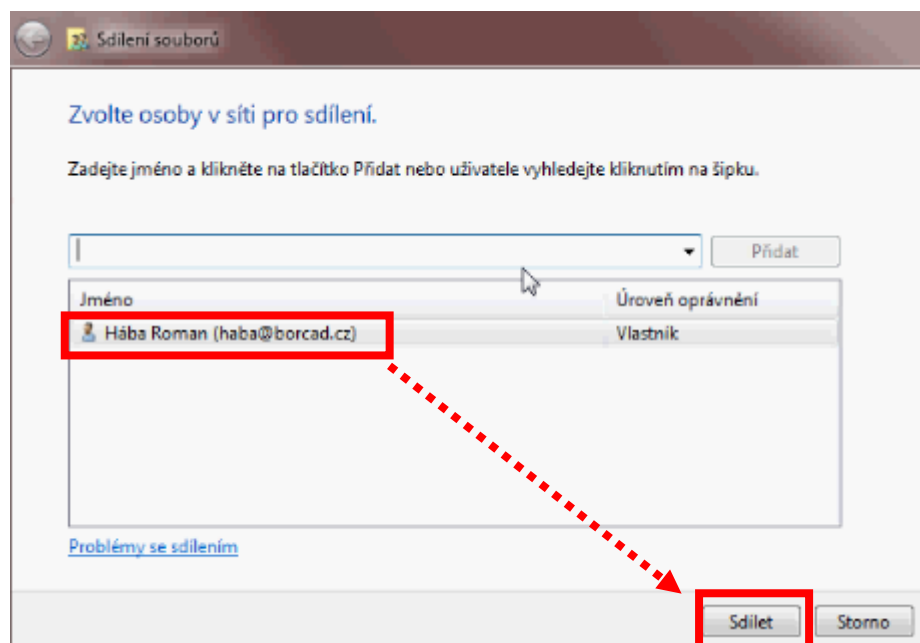 Sdílení souborů
Zvolte osoby v síti pro sdílení.
Zadejte jméno a klikněte na tlačítko Přidat nebo uživatele vyhledejte kliknutím na šipku.
Přidat
Jméno Úroveň oprávnění
Hába Roman (haba@borcad.cz) Vlastník
Problémy se sdílením
Sdílet Storno